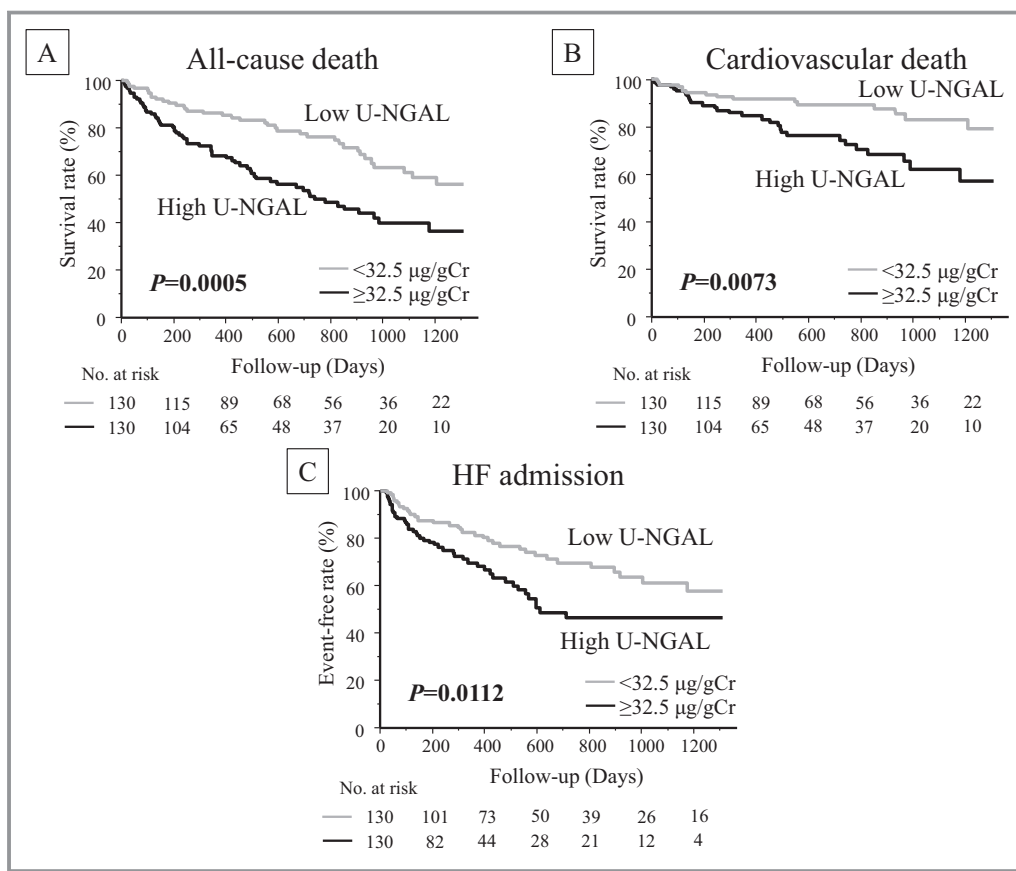 A
All-cause death
Survival rate (%)
100
80
60
40
20
0
Low U-NGAL
High U-NGAL
P=0.0005
<32.5 μg/gCr
≥32.5 μg/gCr
0 200 400 600 800 1000 1200
Follow-up (Days)
No. at risk
130 115 89 68 56 36 22
130 104 65 48 37 20 10
B
Cardiovascular death
Survival rate (%)
100
80
60
40
20
0
Low U-NGAL
High U-NGAL
P=0.0073
<32.5 μg/gCr
≥32.5 μg/gCr
0 200 400 600 800 1000 1200
Follow-up (Days)
No. at risk
130 115 89 68 56 36 22
130 104 65 48 37 20 10
C
HF admission
Event-free rate (%)
100
80
60
40
20
0
Low U-NGAL
High U-NGAL
P=0.0112
<32.5 μg/gCr
≥32.5 μg/gCr
0 200 400 600 800 1000 1200
Follow-up (Days)
No. at risk
130 101 73 50 39 26 16
130 82 44 28 21 12 4